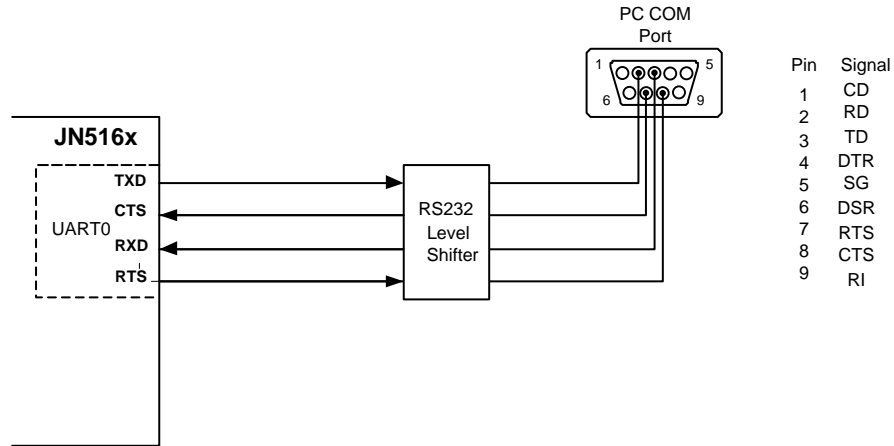 PC COM
Port
1
5
6
9
Pin Signal
1 CD
2 RD
3 TD
4 DTR
5 SG
6 DSR
7 RTS
8 CTS
9 RI
JN516x
UART0
TXD
CTS
RXD
RTS
RS232
Level
Shifter